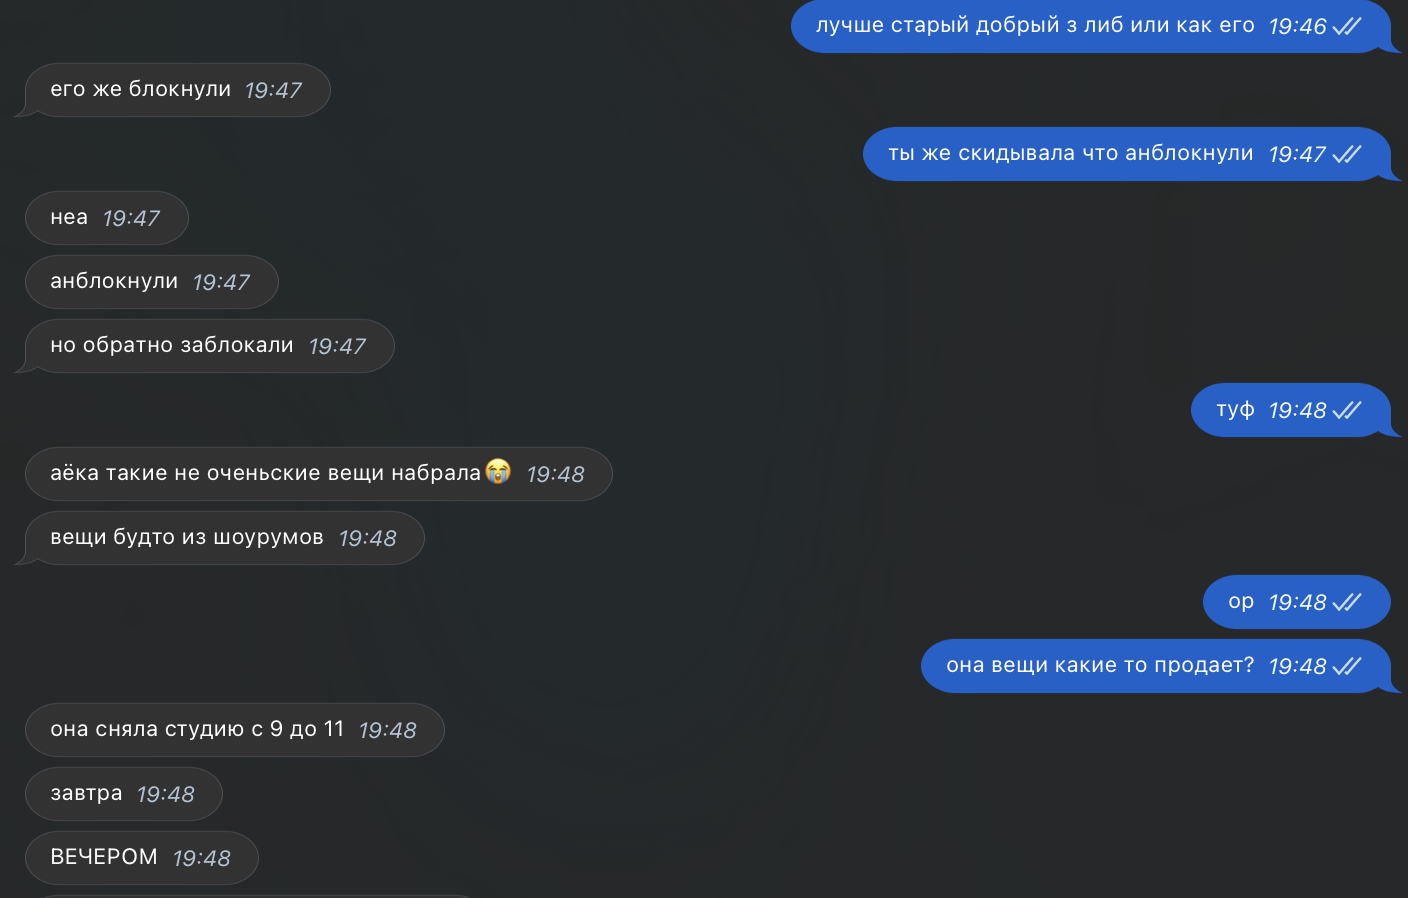 лучше старый добрый з либ или как его 19:46
его же блокнули 19:47
ты же скидывала что анблокнули 19:47
неа 19:47
анблокнули 19:47
но обратно заблокали 19:47
туф 19:48
аёка такие не оченьские вещи набрала😭 19:48
вещи будто из шоурумов 19:48
ор 19:48
она вещи какие то продает? 19:48
она сняла студию с 9 до 11 19:48
завтра 19:48
ВЕЧЕРОМ 19:48